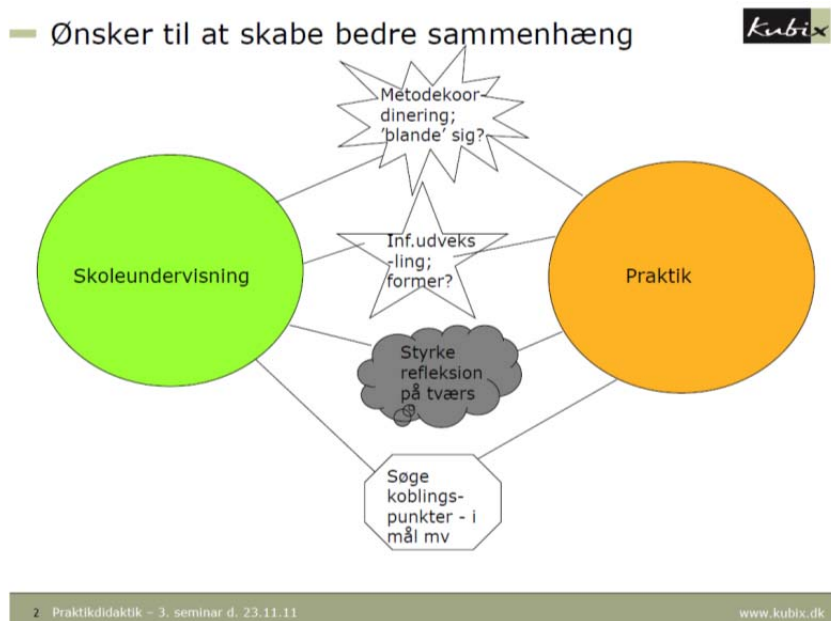 Ønsker til at skabe bedre sammenhæng
Kubix
Metodekoor-
dinering;
’blande’ sig?
Skoleundervisning
Inf.udveks
-ling;
former?
Praktik
Styrke
refleksion
på tværs
Søge
koblings-
punkter - i
mål mv
2 Praktikdidaktik – 3. seminar d. 23.11.11
www.kubix.dk